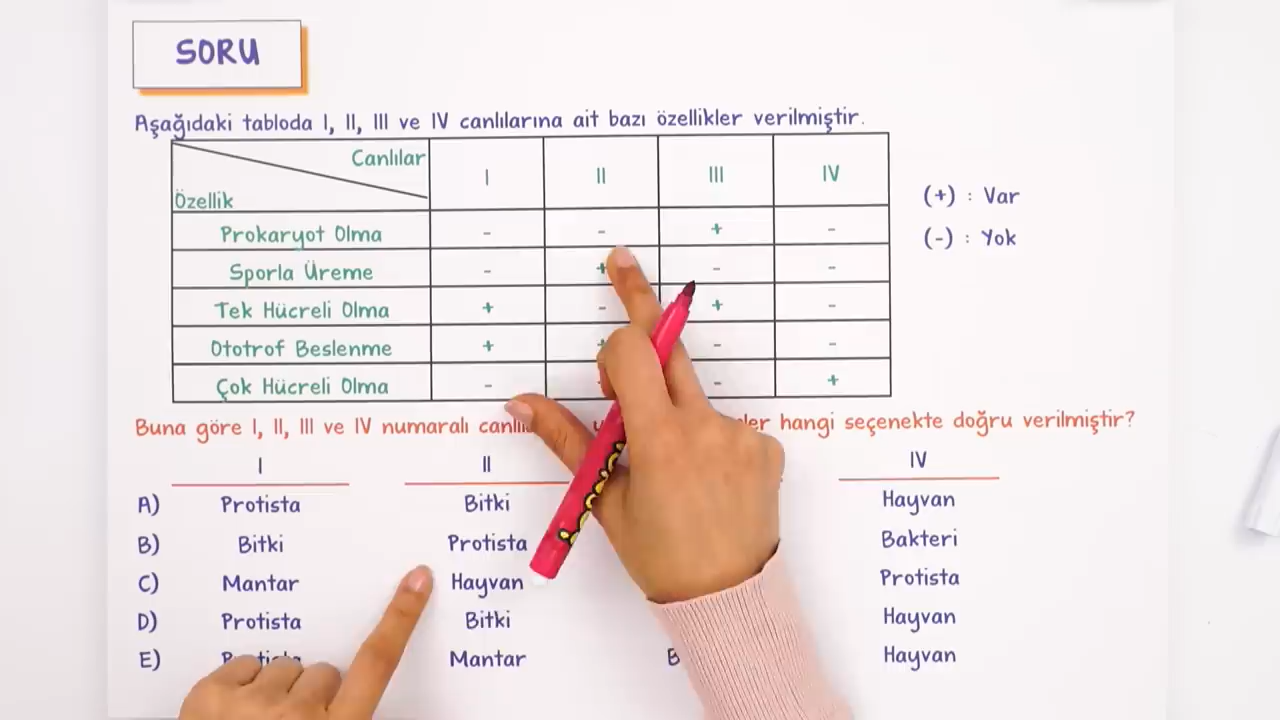 SORU
Aşağıdaki tabloda I, II, III ve IV canlılarına ait bazı özellikler verilmiştir.
Canlılar
Özellik
I II III IV
Prokaryot Olma - - + -
Sporla Üreme - + - -
Tek Hücreli Olma + - + -
Ototrof Beslenme + + - -
Çok Hücreli Olma - - +
(+) : Var
(-) : Yok
Buna göre I, II, III ve IV numaralı hangi seçenekte doğru verilmiştir?
I II IV
A) Protista Bitki Hayvan
B) Bitki Protista Bakteri
C) Mantar Hayvan Protista
D) Protista Bitki Hayvan
E) Mantar Hayvan